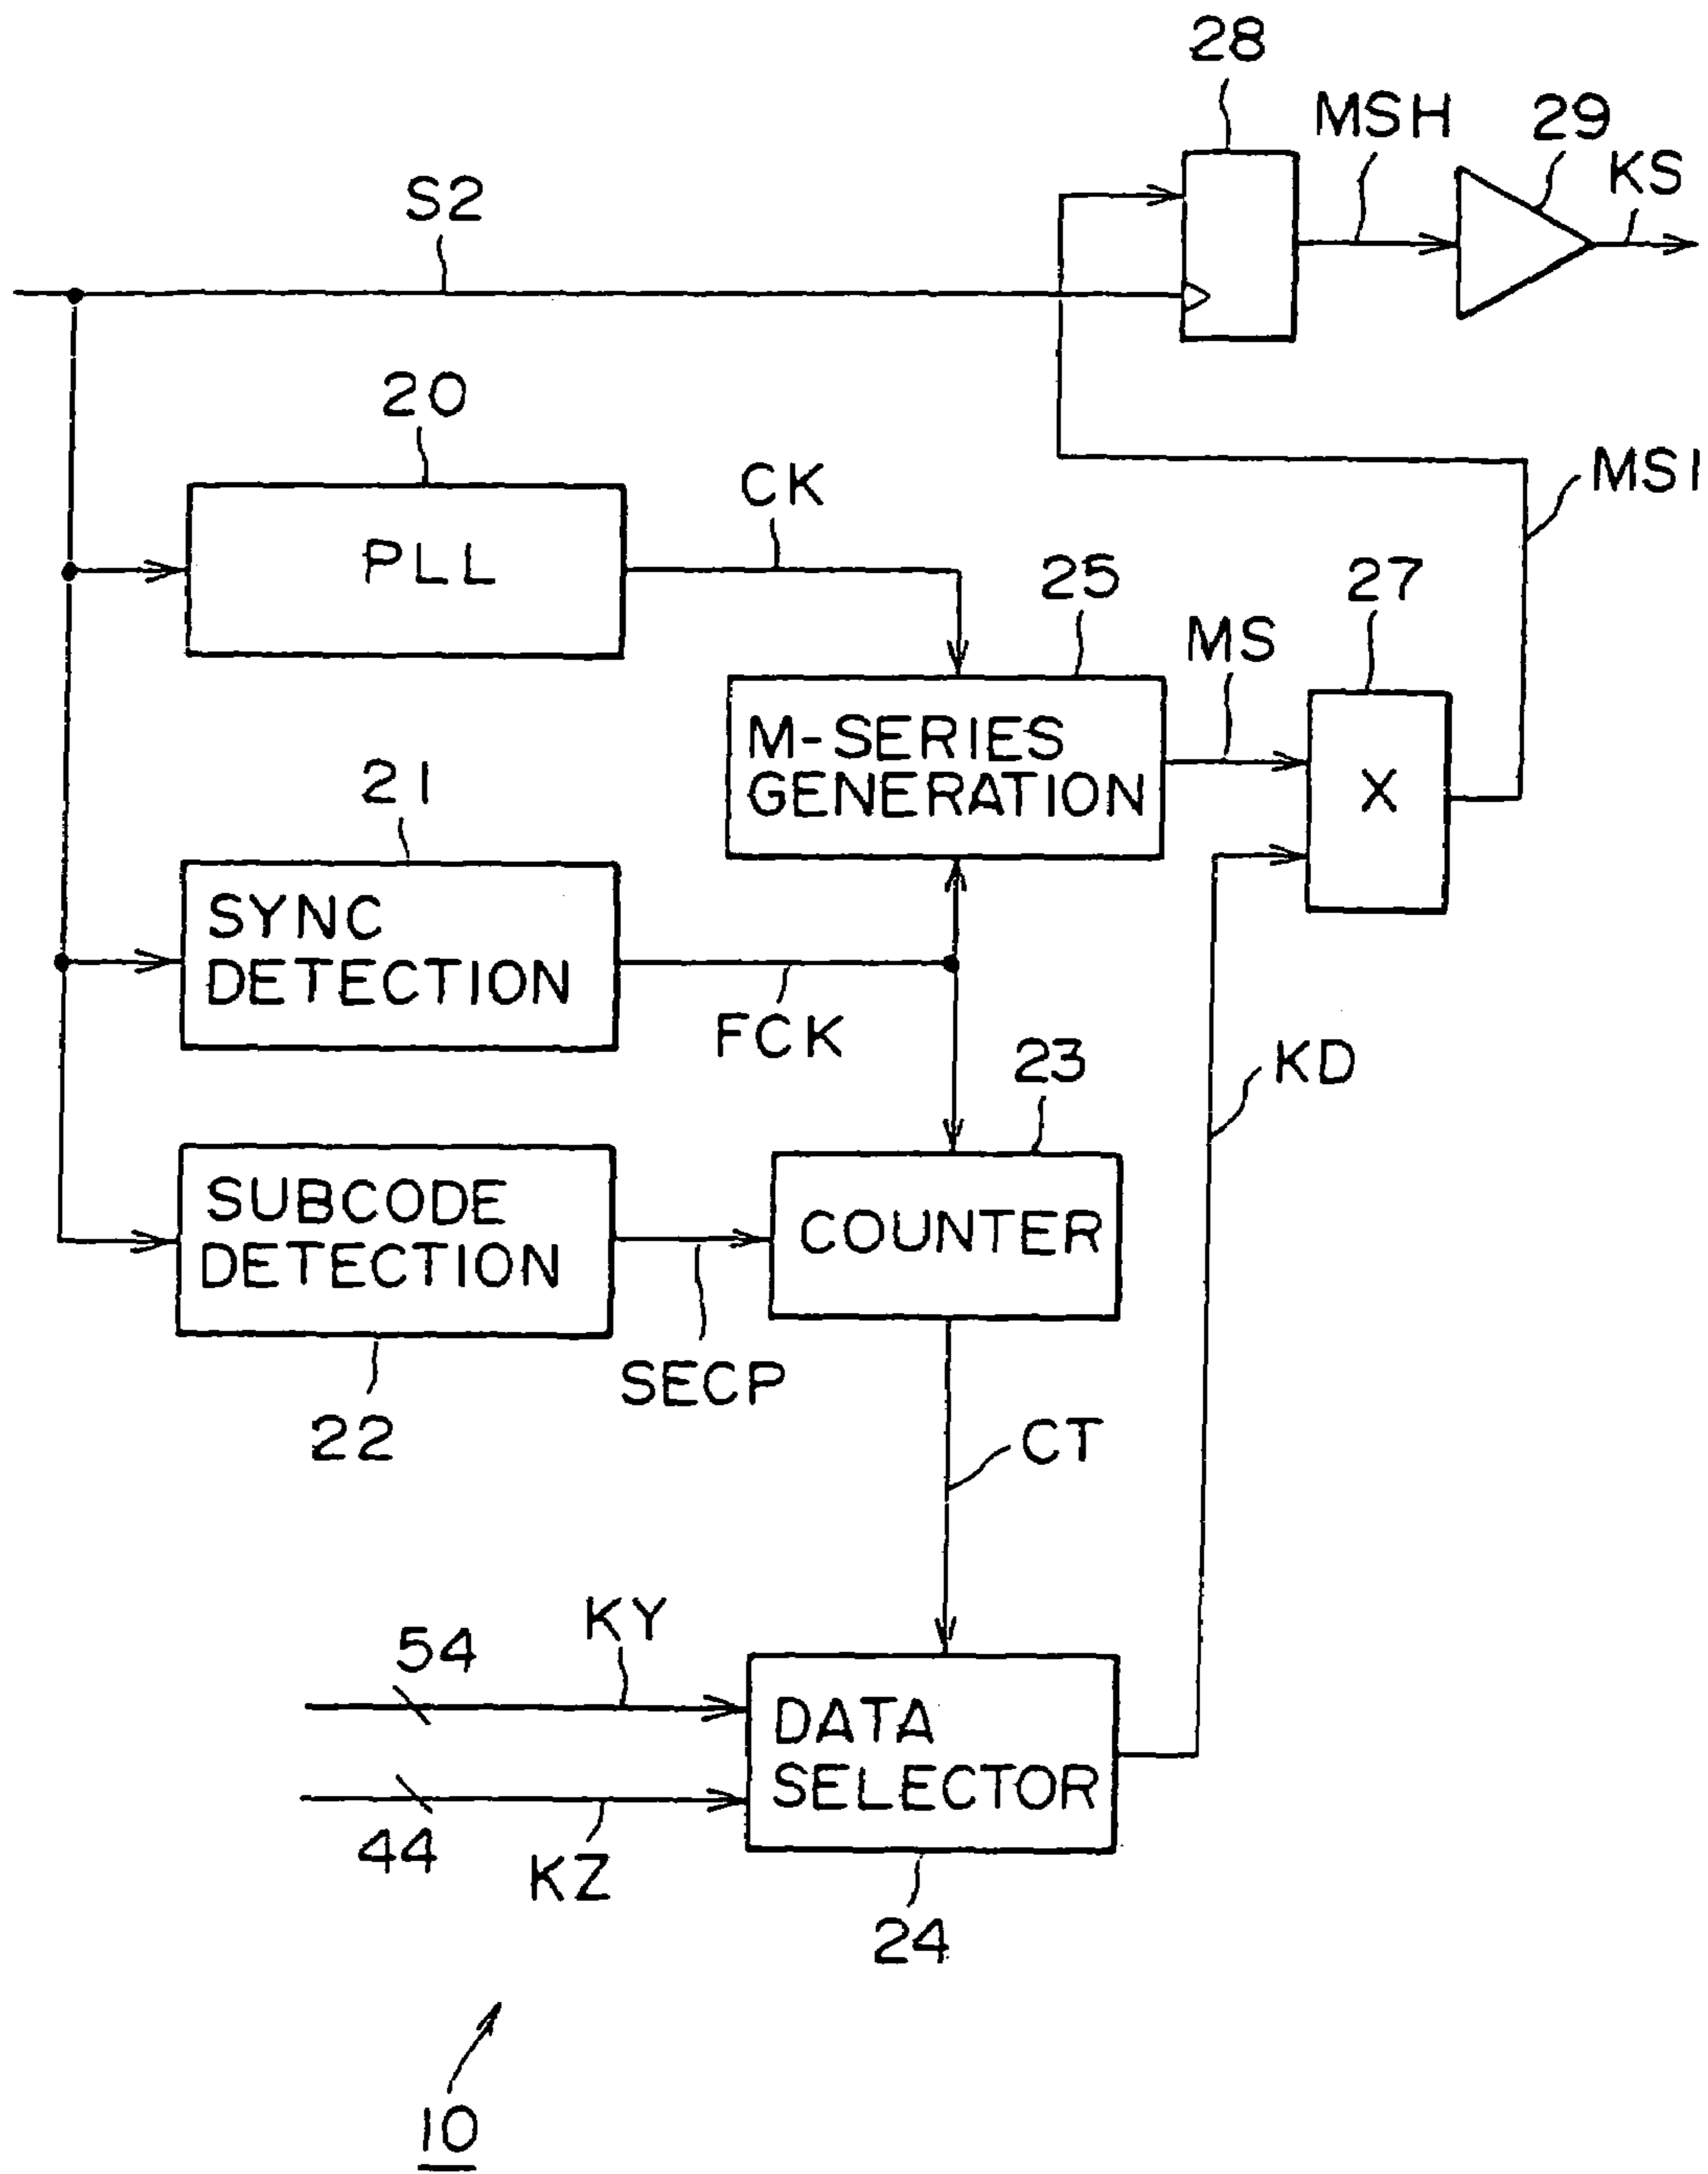 28
MSH
29
KS
S2
20
CK
PLL
MS1
25
27
MS
M-SERIES
GENERATION
X
21
SYNC
DETECTION
FCK
23
KD
SUBCODE
DETECTION
COUNTER
SECP
22
CT
KY
54
DATA
SELECTOR
44
KZ
24
10